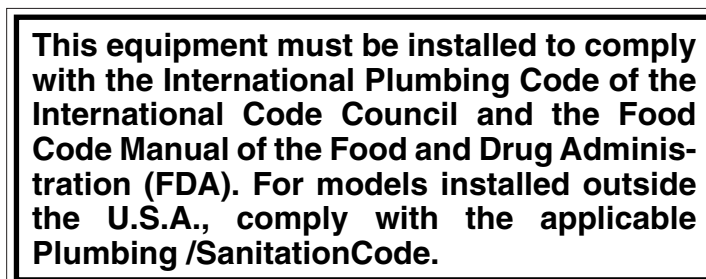 This equipment must be installed to comply
with the International Plumbing Code of the
International Code Council and the Food
Code Manual of the Food and Drug Adminis-
tration (FDA). For models installed outside
the U.S.A., comply with the applicable
Plumbing /SanitationCode.